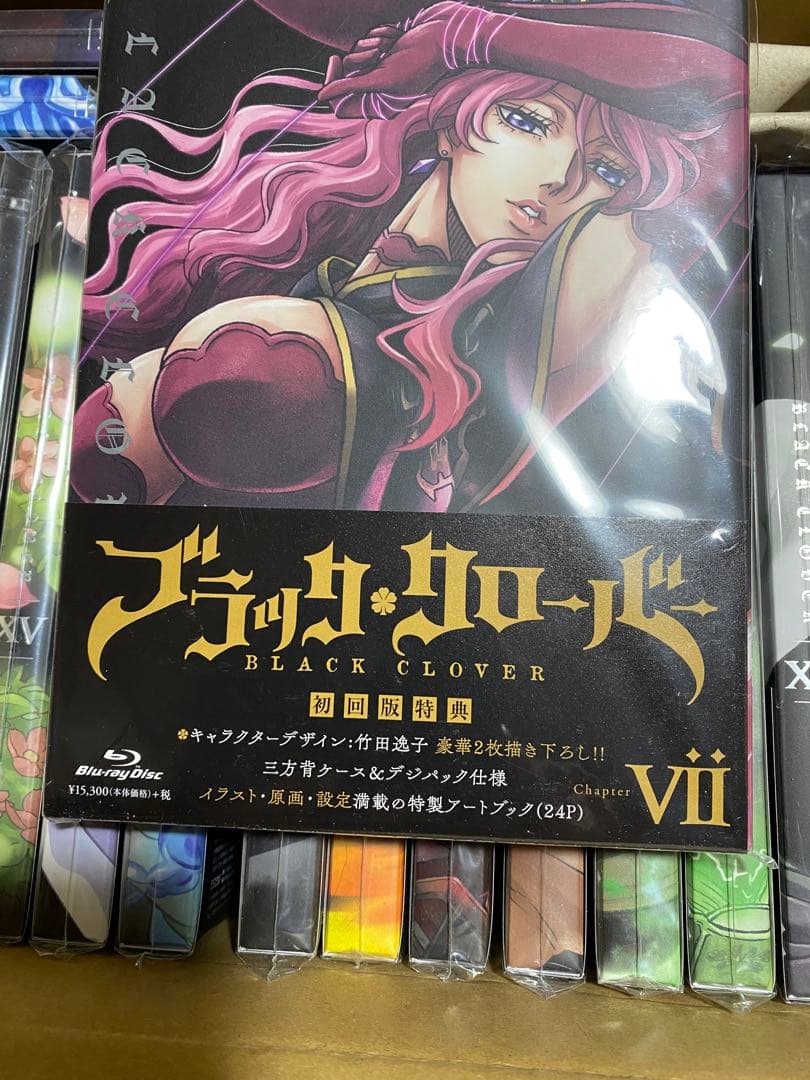 ブラック・クローバー
BLACK CLOVER
初回版特典
キャラクターデザイン:竹田逸子 豪華2枚描き下ろし!!
三方背ケース&デジパック仕様
イラスト・原画・設定満載の特製アートブック(24P)
Blu-ray Disc
¥15,300(本体価格)+税
Chapter VII
XV
BLACK CLOVER
X